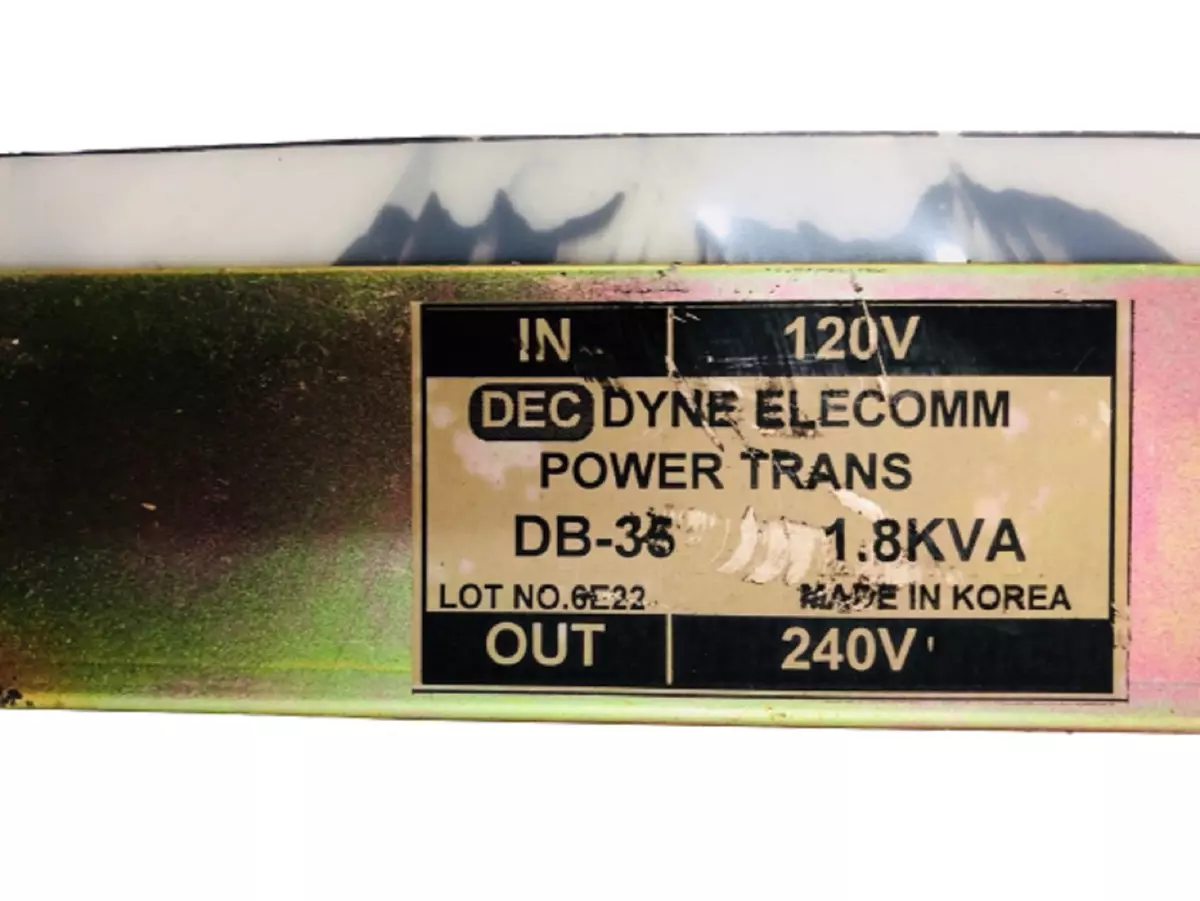 IN 120V
DEC DYNE ELECOMM
POWER TRANS
DB-35 1.8KVA
LOT NO.6E22 MADE IN KOREA
OUT 240V